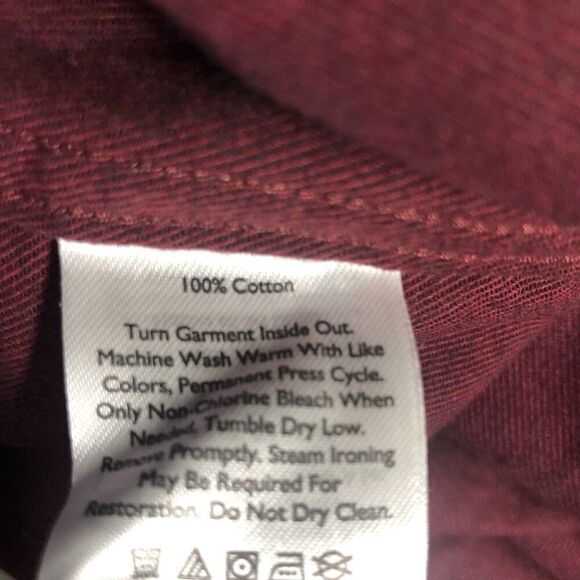 100% Cotton
Turn Garment Inside Out.
Machine Wash Warm With Like
Colors, Permanent Press Cycle.
Only Non-Chlorine Bleach When
Needed. Tumble Dry Low.
Remove Promptly. Steam Ironing
May Be Required For
Restoration. Do Not Dry Clean.